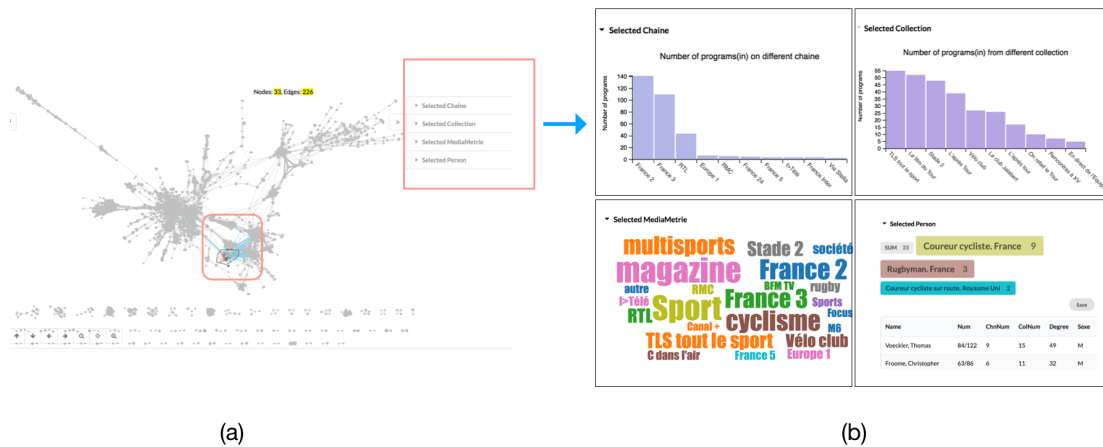 Nodes: 33, Edges: 226
Selected Chaine
Selected Collection
Selected MediaMetrie
Selected Person
(a)
Selected Chaine
Number of programs(in) on different chaine
Number of programs
140
120
100
80
60
40
20
0
France 2
France 3
RTL
Europe 1
RMC
France 24
France 5
I>Télé
France Inter
Via Stella
Selected Collection
Number of programs(in) from different collection
Number of programs
55
50
45
40
35
30
25
20
15
10
5
0
TLS tout le sport
Le film du Tour
Stade 2
L'après Tour
Vélo club
Le club Jalabert
L'après tour
On refait le Tour
Rencontres à XV
En direct de l'Equipe
Selected MediaMetrie
multisports
Stade 2
société
magazine
France 2
autre
RMC
BFM TV
rugby
I>Télé
Sport
France 3
Sports
RTL
Focus
Canal +
cyclisme
M6
TLS tout le sport
Vélo club
C dans l'air
France 5
Europe 1
Selected Person
SUM 33
Coureur cycliste. France 9
Rugbyman. France 3
Coureur cycliste sur route. Royaume Uni 2
Save
Name Num ChnNum ColNum Degree Sexe
Voeckler, Thomas 84/122 9 15 49 M
Froome, Christopher 63/86 6 11 32 M
(b)